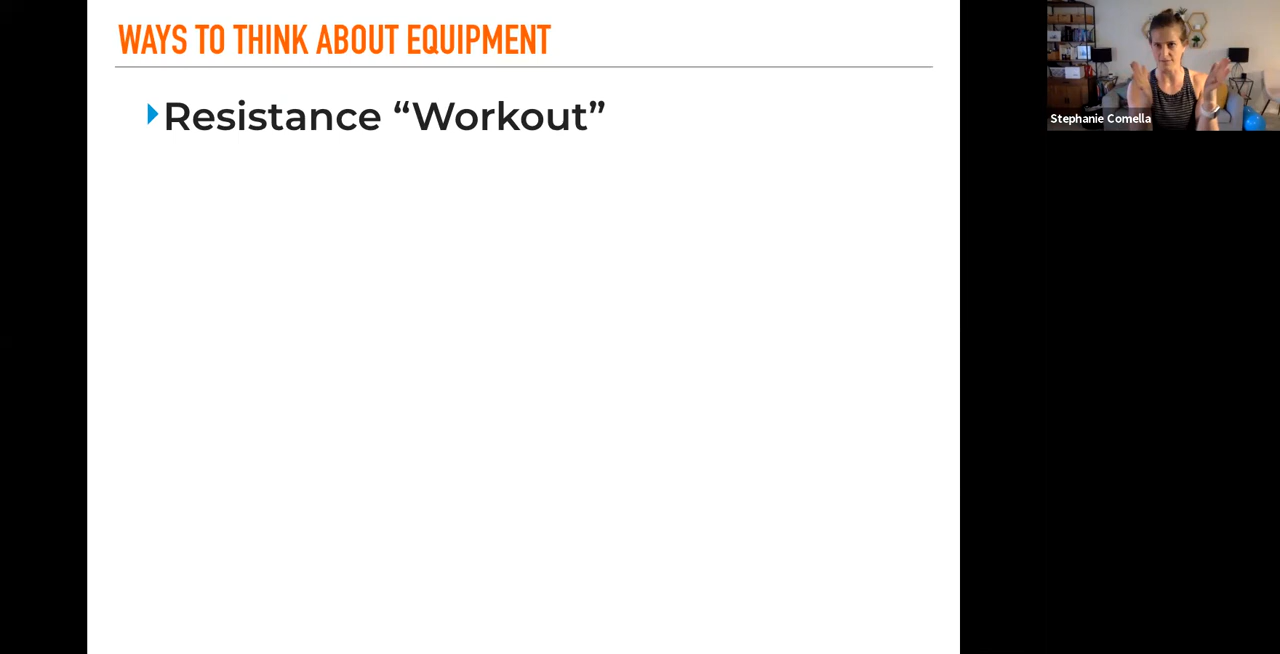 WAYS TO THINK ABOUT EQUIPMENT
Resistance “Workout”
Stephanie Comella